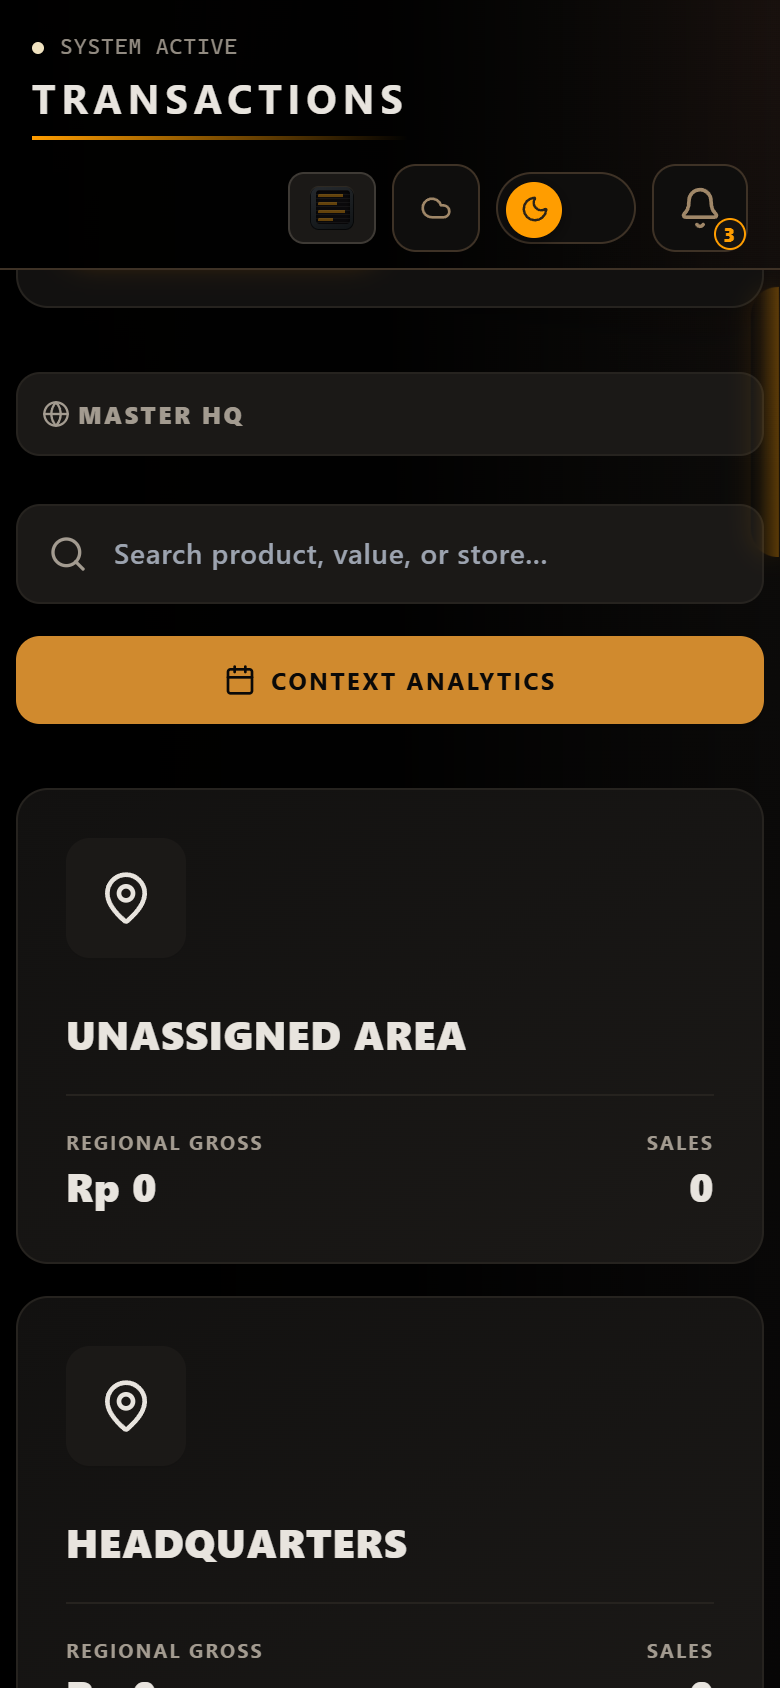 SYSTEM ACTIVE
TRANSACTIONS
3
MASTER HQ
Search product, value, or store...
CONTEXT ANALYTICS
UNASSIGNED AREA
REGIONAL GROSS SALES
Rp 0 0
HEADQUARTERS
REGIONAL GROSS SALES